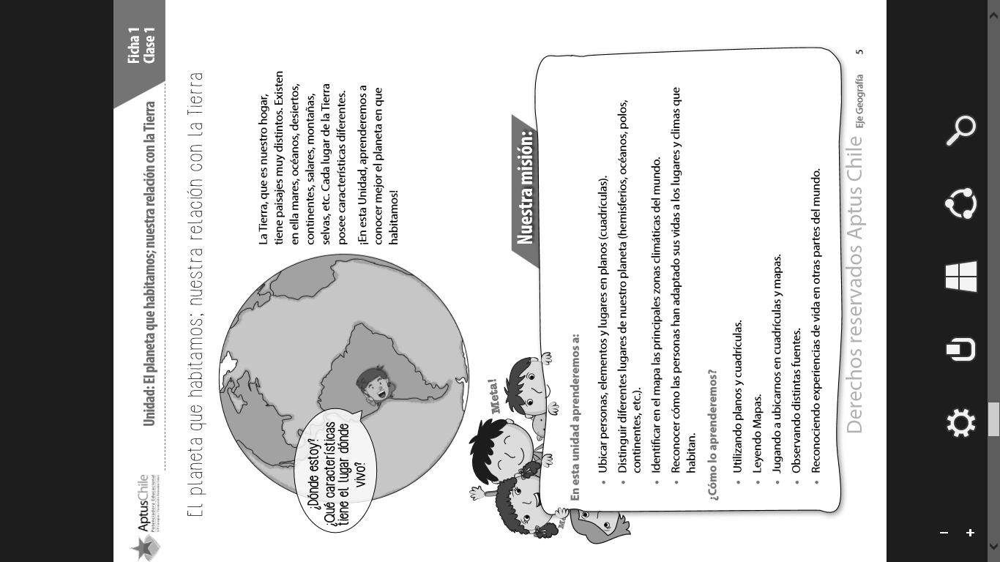 AptusChile
Potenciadora Educacional
Unidad: El planeta que habitamos; nuestra relación con la Tierra
Ficha 1
Clase 1
El planeta que habitamos; nuestra relación con la Tierra
¿Dónde estoy?
¿Qué características
tiene el lugar dónde
vivo?
La Tierra, que es nuestro hogar,
tiene paisajes muy distintos. Existen
en ella mares, océanos, desiertos,
continentes, salares, montañas,
selvas, etc. Cada lugar de la Tierra
posee características diferentes.
¡En esta Unidad, aprenderemos a
conocer mejor el planeta en que
habitamos!
Meta!
Nuestra misión:
En esta unidad aprenderemos a:
• Ubicar personas, elementos y lugares en planos (cuadrículas).
• Distinguir diferentes lugares de nuestro planeta (hemisferios, océanos, polos,
continentes, etc.).
• Identificar en el mapa las principales zonas climáticas del mundo.
• Reconocer cómo las personas han adaptado sus vidas a los lugares y climas que
habitan.
¿Cómo lo aprenderemos?
• Utilizando planos y cuadrículas.
• Leyendo Mapas.
• Jugando a ubicarnos en cuadrículas y mapas.
• Observando distintas fuentes.
• Reconociendo experiencias de vida en otras partes del mundo.
Derechos reservados Aptus Chile
Eje Geografía
5